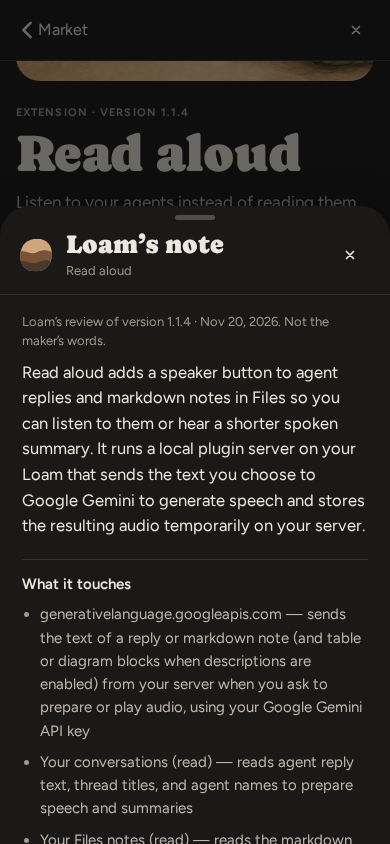 Market
EXTENSION · VERSION 1.1.4
Read aloud
Listen to your agents instead of reading them
Loam’s note
Read aloud
Loam’s review of version 1.1.4 · Nov 20, 2026. Not the
maker’s words.
Read aloud adds a speaker button to agent
replies and markdown notes in Files so you
can listen to them or hear a shorter spoken
summary. It runs a local plugin server on your
Loam that sends the text you choose to
Google Gemini to generate speech and stores
the resulting audio temporarily on your server.
What it touches
• generativelanguage.googleapis.com — sends
the text of a reply or markdown note (and table
or diagram blocks when descriptions are
enabled) from your server when you ask to
prepare or play audio, using your Google Gemini
API key
• Your conversations (read) — reads agent reply
text, thread titles, and agent names to prepare
speech and summaries
• Your Files notes (read) — reads the markdown